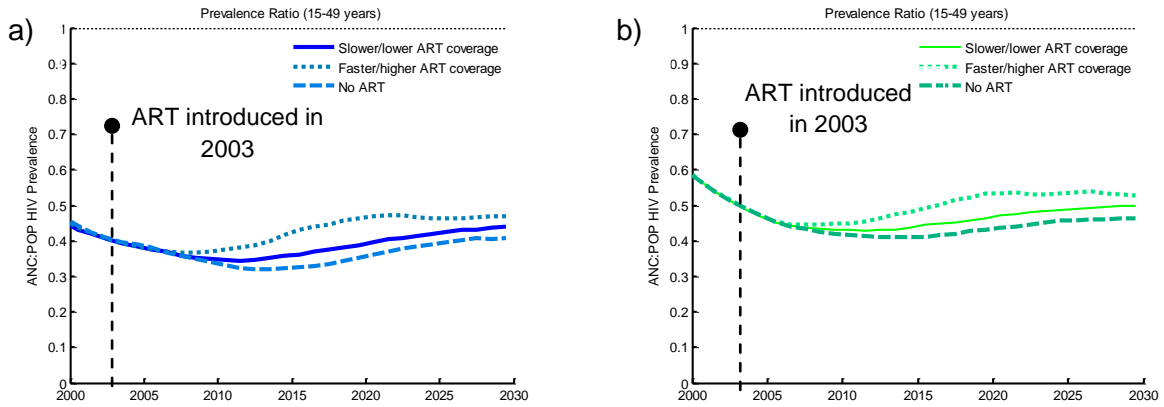 a)
Prevalence Ratio (15-49 years)
Slower/lower ART coverage
Faster/higher ART coverage
No ART
ART introduced in
2003
ANC:POP HIV Prevalence
1
0.9
0.8
0.7
0.6
0.5
0.4
0.3
0.2
0.1
0
2000
2005
2010
2015
2020
2025
2030
b)
Prevalence Ratio (15-49 years)
Slower/lower ART coverage
Faster/higher ART coverage
No ART
ART introduced
in 2003
ANC:POP HIV Prevalence
1
0.9
0.8
0.7
0.6
0.5
0.4
0.3
0.2
0.1
0
2000
2005
2010
2015
2020
2025
2030